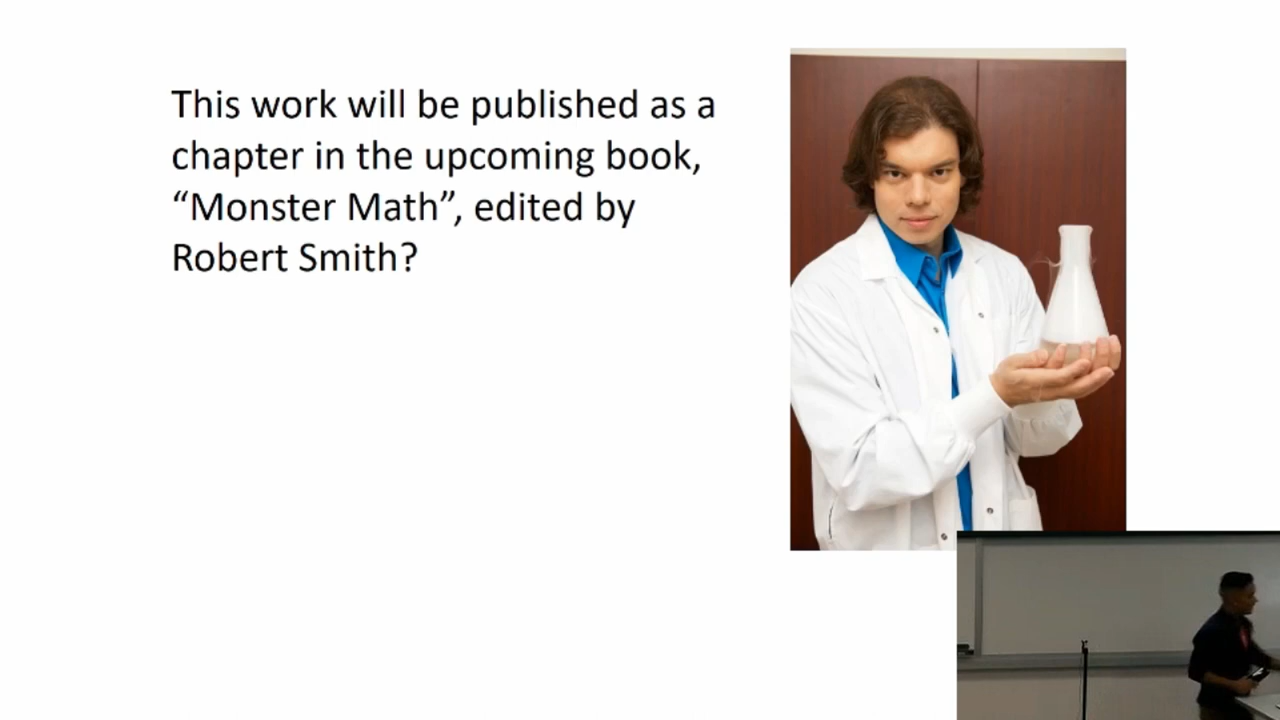 This work will be published as a
chapter in the upcoming book,
“Monster Math”, edited by
Robert Smith?